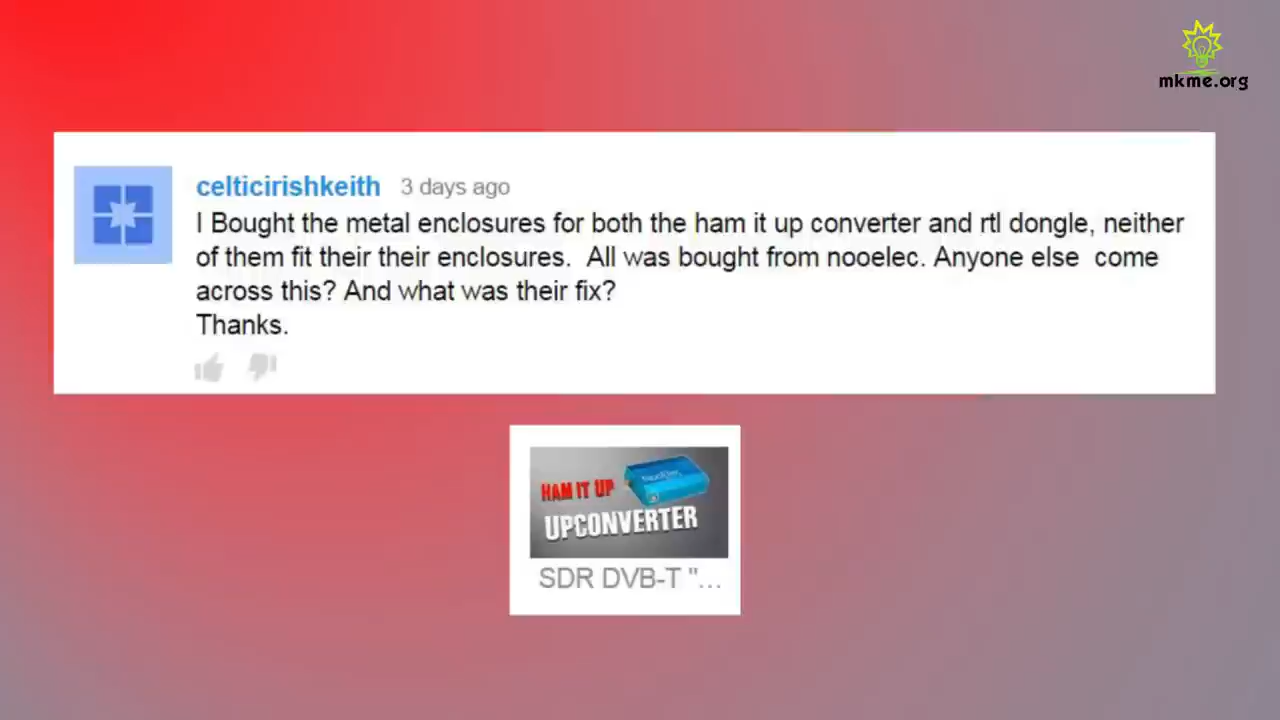 mkme.org
celticirishkeith 3 days ago
I Bought the metal enclosures for both the ham it up converter and rtl dongle, neither
of them fit their their enclosures.  All was bought from nooelec. Anyone else  come
across this? And what was their fix?
Thanks.
HAM IT UP
NooElec
UPCONVERTER
SDR DVB-T "...